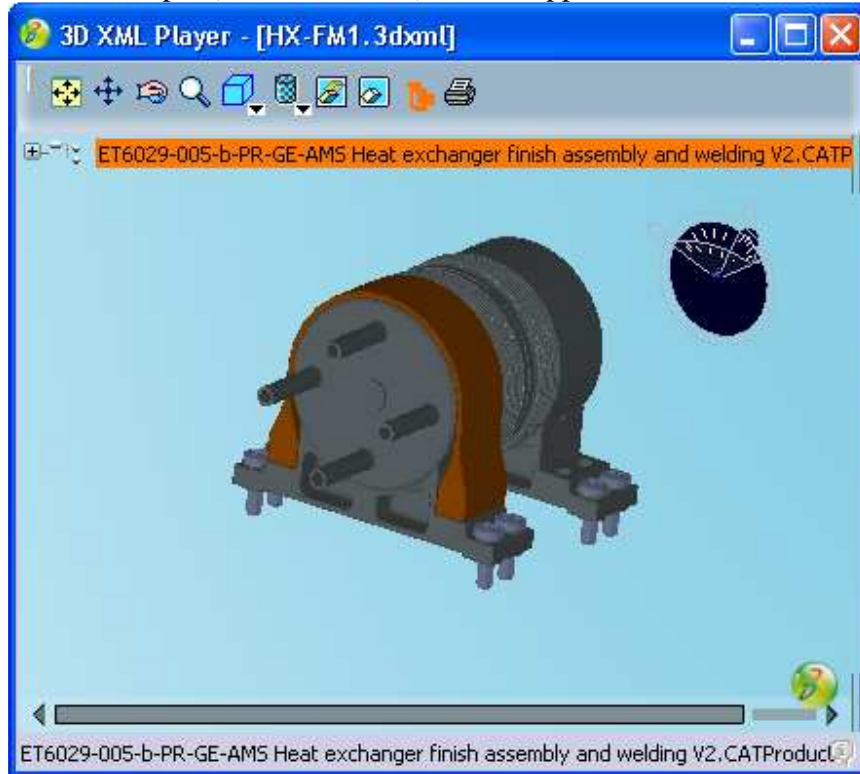 3D XML Player - [HX-FM1.3dxml]
ET6029-005-b-PR-GE-AMS Heat exchanger finish assembly and welding V2.CATP
ET6029-005-b-PR-GE-AMS Heat exchanger finish assembly and welding V2.CATProduct